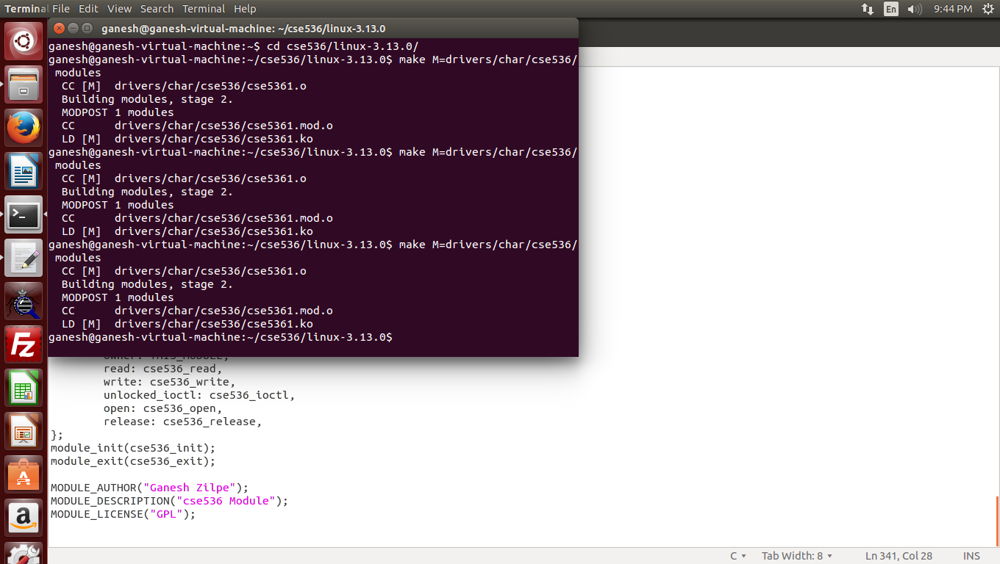 Terminal File Edit View Search Terminal Help En 9:44 PM
ganesh@ganesh-virtual-machine: ~/cse536/linux-3.13.0
ganesh@ganesh-virtual-machine:~$ cd cse536/linux-3.13.0/
ganesh@ganesh-virtual-machine:~/cse536/linux-3.13.0$ make M=drivers/char/cse536/
modules
CC [M]  drivers/char/cse536/cse5361.o
Building modules, stage 2.
MODPOST 1 modules
CC      drivers/char/cse536/cse5361.mod.o
LD [M]  drivers/char/cse536/cse5361.ko
ganesh@ganesh-virtual-machine:~/cse536/linux-3.13.0$ make M=drivers/char/cse536/
modules
CC [M]  drivers/char/cse536/cse5361.o
Building modules, stage 2.
MODPOST 1 modules
CC      drivers/char/cse536/cse5361.mod.o
LD [M]  drivers/char/cse536/cse5361.ko
ganesh@ganesh-virtual-machine:~/cse536/linux-3.13.0$ make M=drivers/char/cse536/
modules
CC [M]  drivers/char/cse536/cse5361.o
Building modules, stage 2.
MODPOST 1 modules
CC      drivers/char/cse536/cse5361.mod.o
LD [M]  drivers/char/cse536/cse5361.ko
ganesh@ganesh-virtual-machine:~/cse536/linux-3.13.0$
owner: THIS_MODULE,
read: cse536_read,
write: cse536_write,
unlocked_ioctl: cse536_ioctl,
open: cse536_open,
release: cse536_release,
};
module_init(cse536_init);
module_exit(cse536_exit);
MODULE_AUTHOR("Ganesh Zilpe");
MODULE_DESCRIPTION("cse536 Module");
MODULE_LICENSE("GPL");
C Tab Width: 8 Ln 341, Col 28 INS
Fz
a